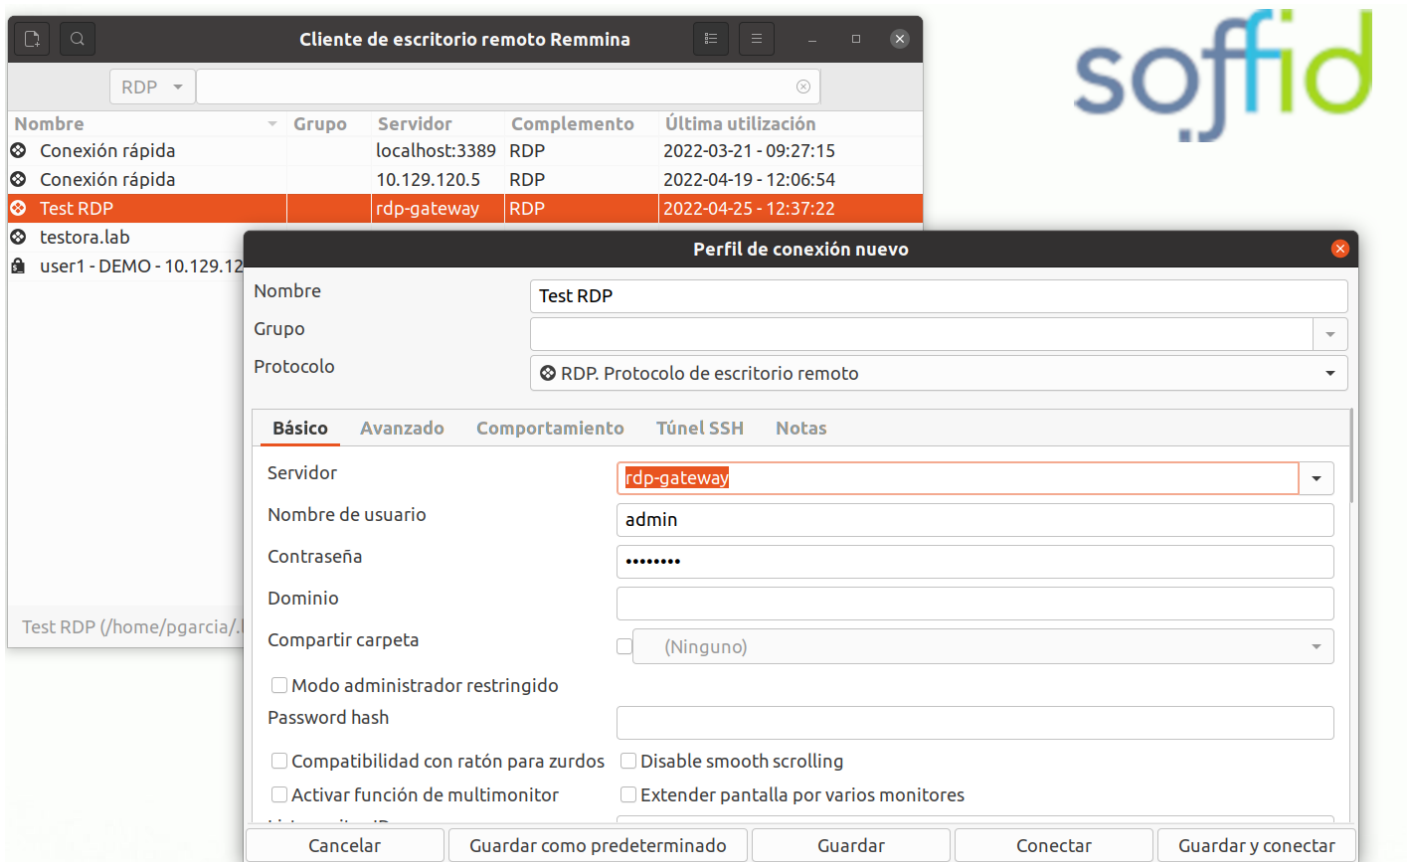 Cliente de escritorio remoto Remmina
soffid
RDP
Nombre Grupo Servidor Complemento Última utilización
Conexión rápida localhost:3389 RDP 2022-03-21 - 09:27:15
Conexión rápida 10.129.120.5 RDP 2022-04-19 - 12:06:54
Test RDP rdp-gateway RDP 2022-04-25 - 12:37:22
testora.lab
user1 - DEMO - 10.129.12
Test RDP (/home/pgarcia/.
Perfil de conexión nuevo
Nombre Test RDP
Grupo
Protocolo RDP. Protocolo de escritorio remoto
Básico Avanzado Comportamiento Túnel SSH Notas
Servidor rdp-gateway
Nombre de usuario admin
Contraseña ••••••••
Dominio
Compartir carpeta (Ninguno)
Modo administrador restringido
Password hash
Compatibilidad con ratón para zurdos Disable smooth scrolling
Activar función de multimonitor Extender pantalla por varios monitores
Cancelar Guardar como predeterminado Guardar Conectar Guardar y conectar